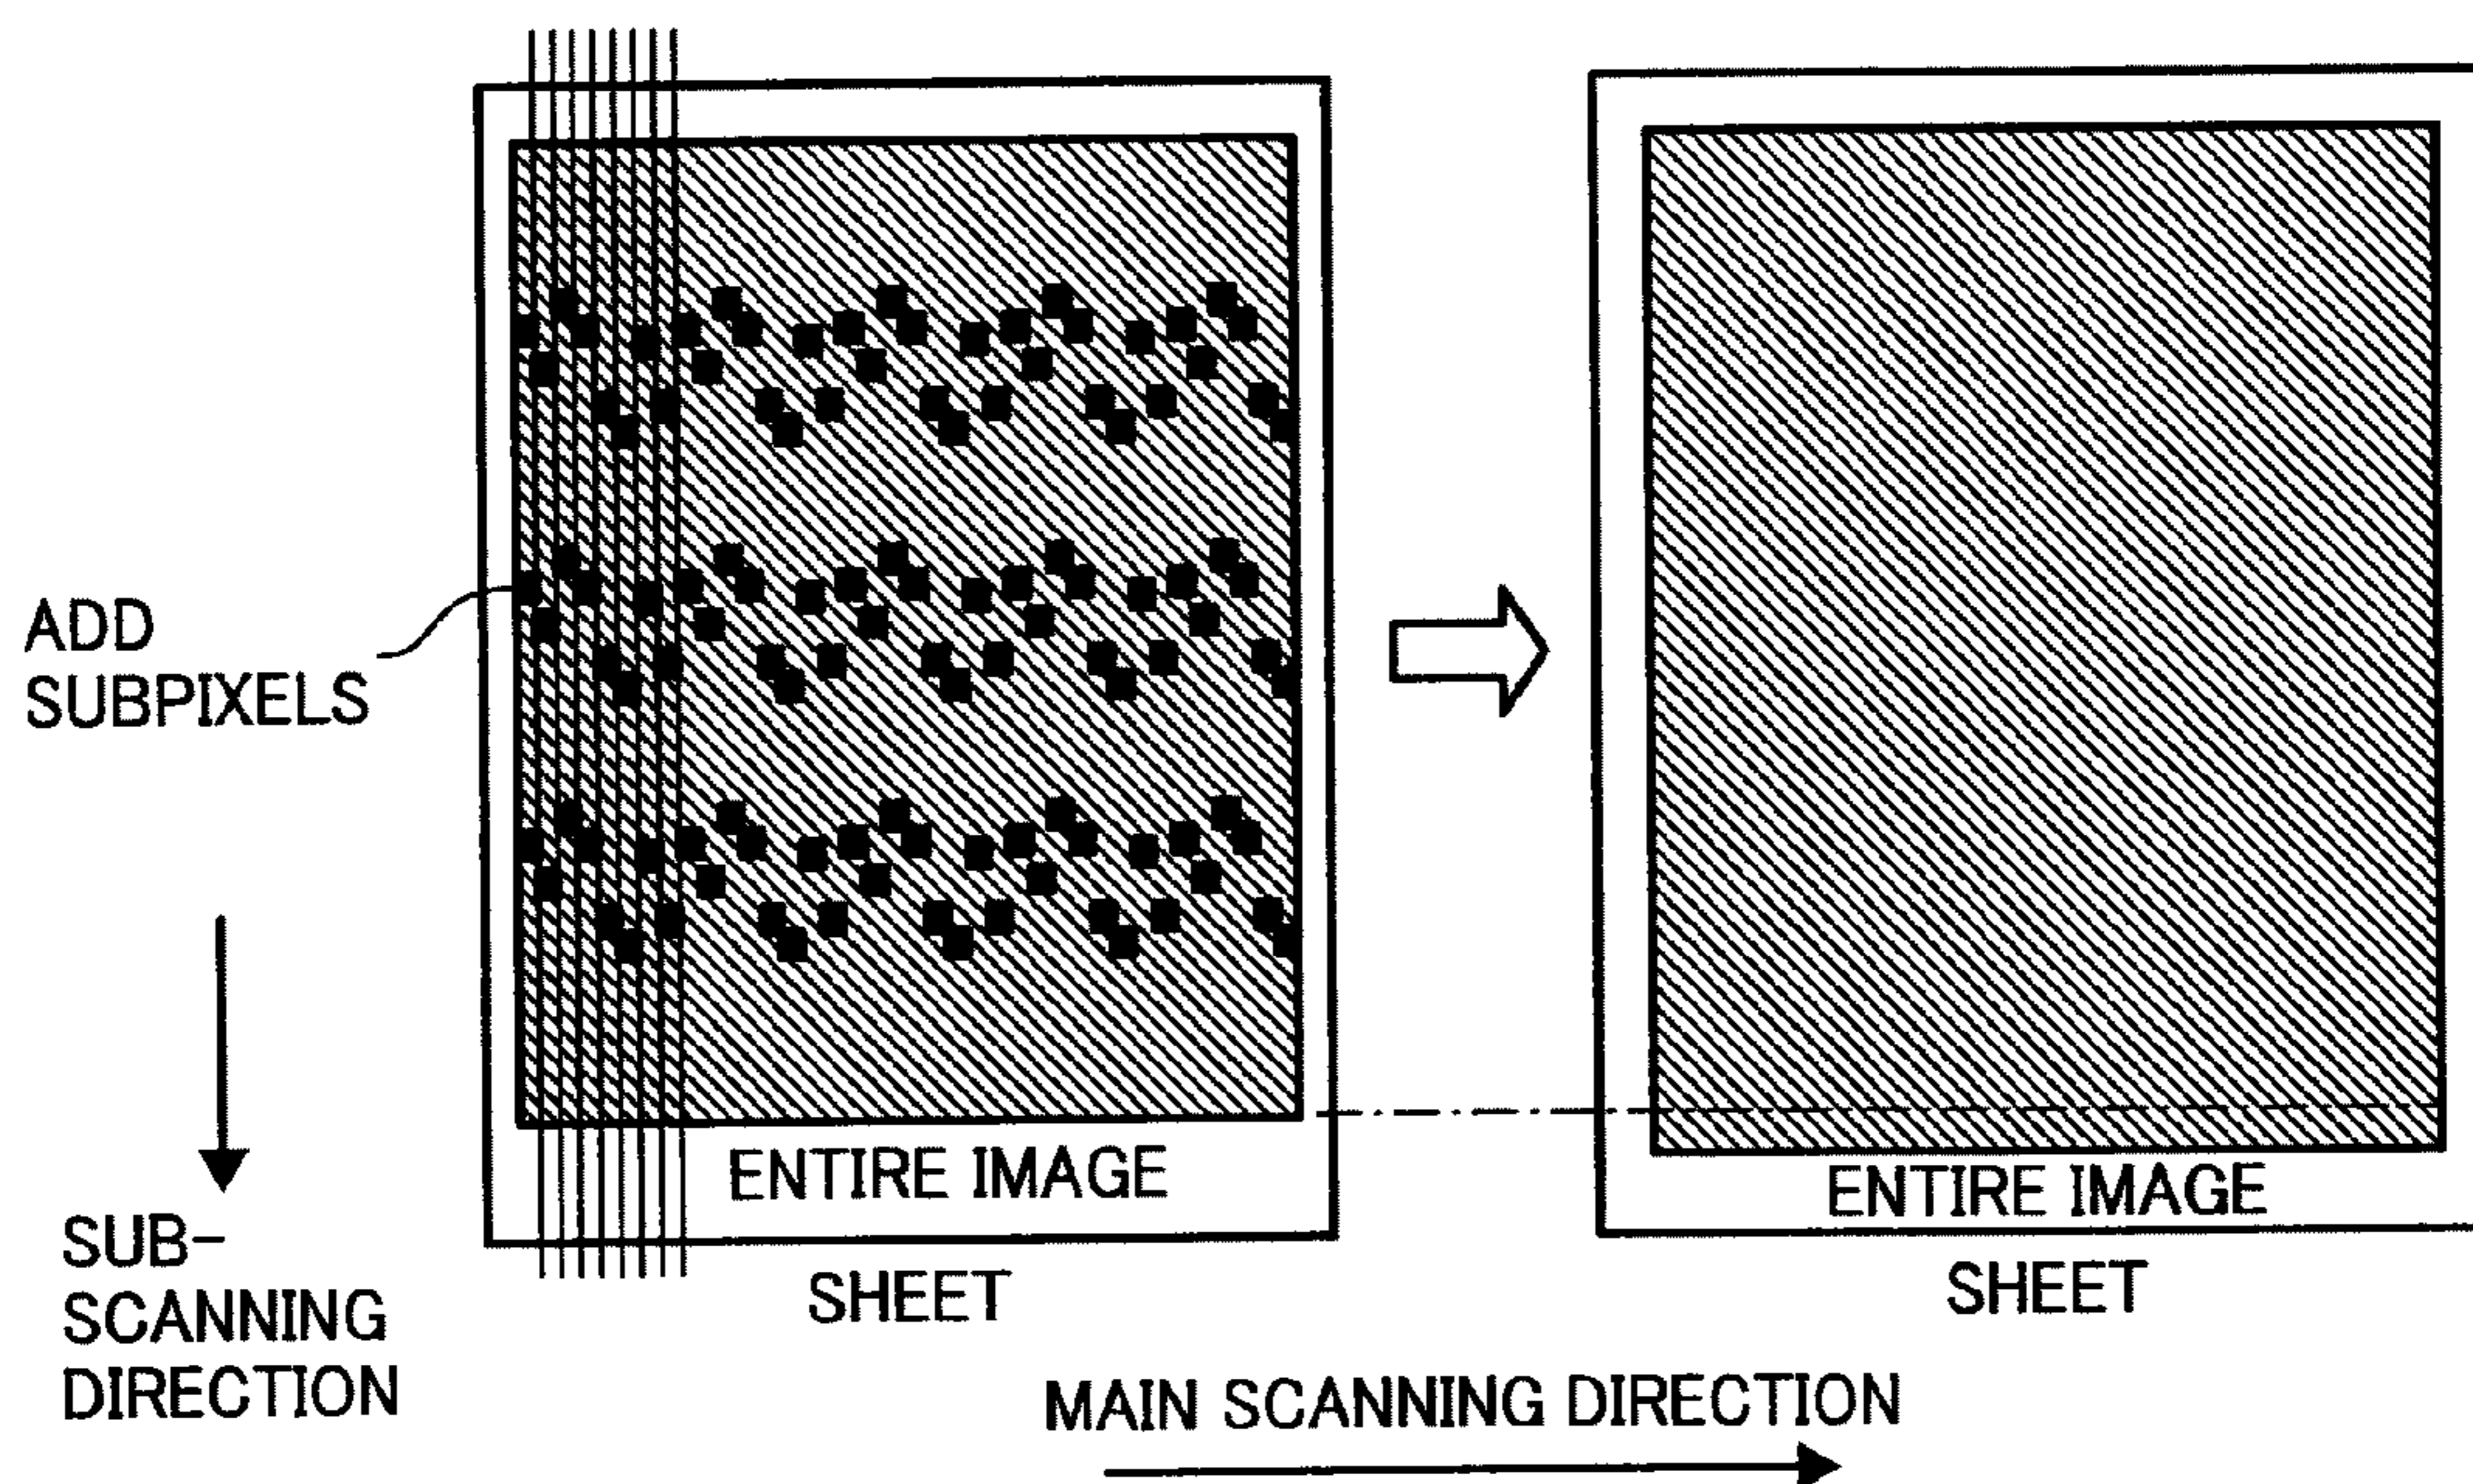 ADD
SUBPIXELS
ENTIRE IMAGE
SHEET
ENTIRE IMAGE
SHEET
SUB-
SCANNING
DIRECTION
MAIN SCANNING DIRECTION